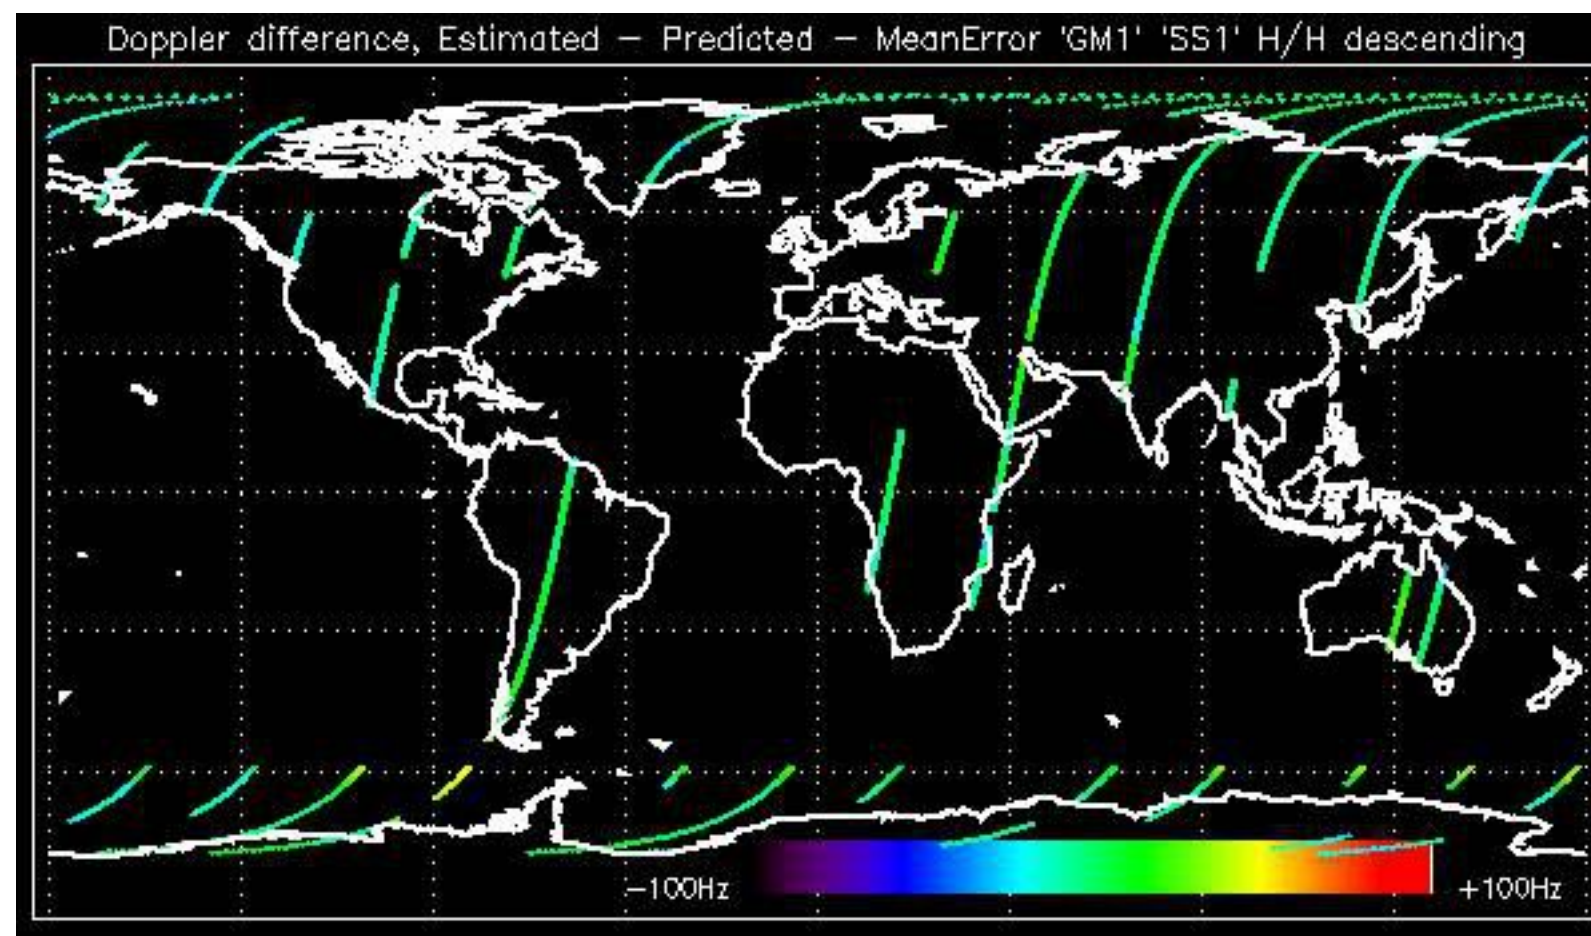 Doppler difference, Estimated − Predicted − MeanError 'GM1' 'SS1' H/H descending
−100Hz
+100Hz